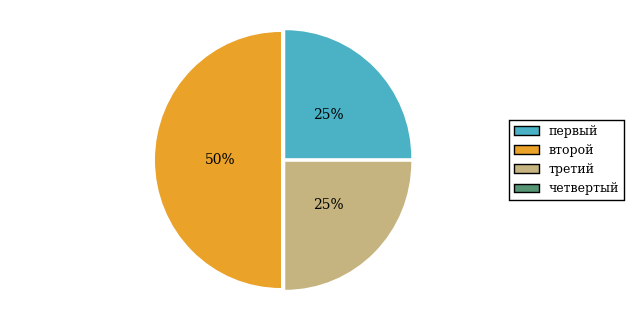 25%
50%
25%
первый
второй
третий
четвертый